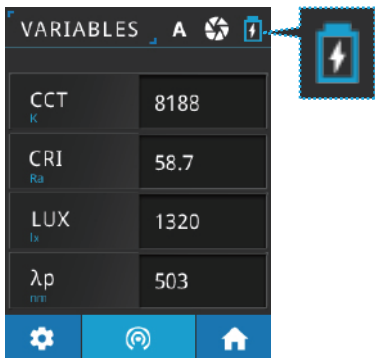 VARIABLES A
CCT 8188
K
CRI 58.7
Ra
LUX 1320
lx
λp 503
nm